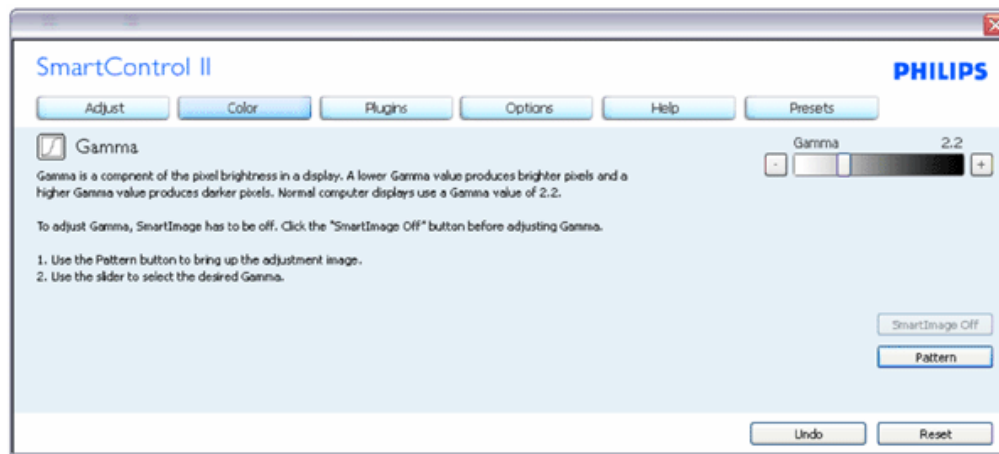 SmartControl II
PHILIPS
Adjust
Color
Plugins
Options
Help
Presets
Gamma
Gamma 2.2
- +
Gamma is a compnent of the pixel brightness in a display. A lower Gamma value produces brighter pixels and a
higher Gamma value produces darker pixels. Normal computer displays use a Gamma value of 2.2.
To adjust Gamma, SmartImage has to be off. Click the "SmartImage Off" button before adjusting Gamma.
1. Use the Pattern button to bring up the adjustment image.
2. Use the slider to select the desired Gamma.
SmartImage Off
Pattern
Undo
Reset